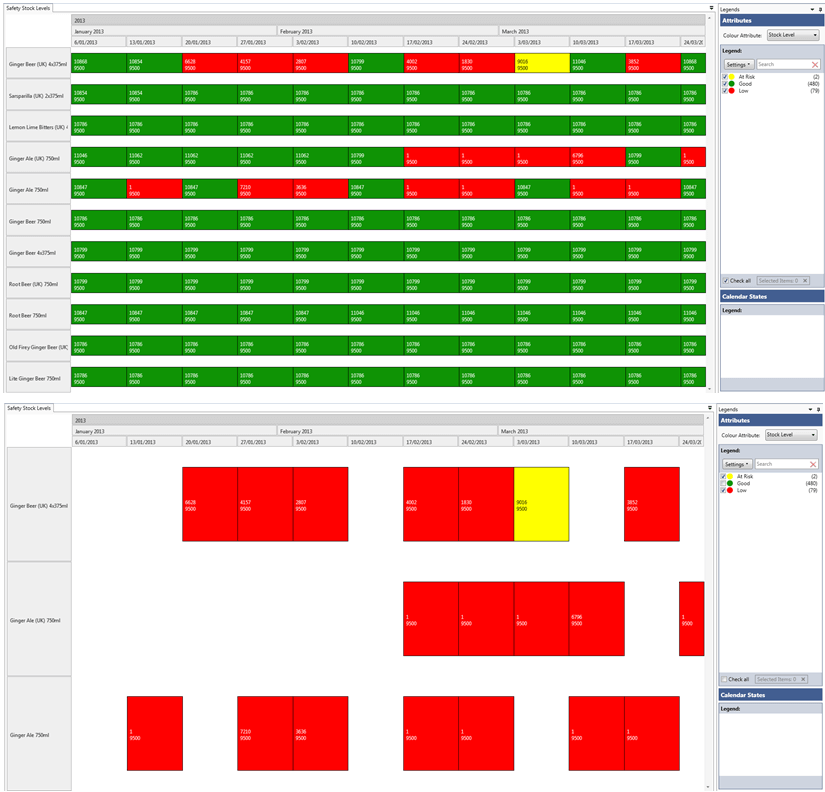 Safety Stock Levels
2013
January 2013 February 2013 March 2013
6/01/2013 13/01/2013 20/01/2013 27/01/2013 3/02/2013 10/02/2013 17/02/2013 24/02/2013 3/03/2013 10/03/2013 17/03/2013 24/03/20
Ginger Beer (UK) 4x375ml
10868 10854 6628 4157 2807 10799 4002 1830 9016 11046 3852 10868
9500 9500 9500 9500 9500 9500 9500 9500 9500 9500 9500 9500
Sarsparilla (UK) 2x375ml
10854 10854 10786 10786 10786 10786 10786 10786 10786 10786 10786 10786
9500 9500 9500 9500 9500 9500 9500 9500 9500 9500 9500 9500
Lemon Lime Bitters (UK)
10786 10786 10786 10786 10786 10786 10786 10786 10786 10786 10786 10786
9500 9500 9500 9500 9500 9500 9500 9500 9500 9500 9500 9500
Ginger Ale (UK) 750ml
11046 11062 11062 11062 11062 10799 1 1 1 6796 10799 1
9500 9500 9500 9500 9500 9500 9500 9500 9500 9500 9500 9500
Ginger Ale 750ml
10847 1 10847 7210 3636 10847 1 1 10847 1 1 10847
9500 9500 9500 9500 9500 9500 9500 9500 9500 9500 9500 9500
Ginger Beer 750ml
10786 10786 10786 10786 10786 10786 10786 10786 10786 10786 10786 10786
9500 9500 9500 9500 9500 9500 9500 9500 9500 9500 9500 9500
Ginger Beer 4x375ml
10799 10799 10799 10799 10799 10799 10799 10799 10799 10799 10799 10799
9500 9500 9500 9500 9500 9500 9500 9500 9500 9500 9500 9500
Root Beer (UK) 750ml
10799 10799 10799 10799 10799 10799 10799 10799 10799 10799 10799 10799
9500 9500 9500 9500 9500 9500 9500 9500 9500 9500 9500 9500
Root Beer 750ml
10847 10847 10847 10847 10847 11046 11046 11046 11046 11046 11046 11046
9500 9500 9500 9500 9500 9500 9500 9500 9500 9500 9500 9500
Old Firey Ginger Beer (UK
10786 10786 10786 10786 10786 10786 10786 10786 10786 10786 10786 10786
9500 9500 9500 9500 9500 9500 9500 9500 9500 9500 9500 9500
Lite Ginger Beer 750ml
10786 10786 10786 10786 10786 10786 10786 10786 10786 10786 10786 10786
9500 9500 9500 9500 9500 9500 9500 9500 9500 9500 9500 9500
Legends
Attributes
Colour Attribute: Stock Level
Legend:
Settings Search
At Risk (2)
Good (480)
Low (79)
Check all Selected Items: 0
Calendar States
Legend:
Safety Stock Levels
2013
January 2013 February 2013 March 2013
6/01/2013 13/01/2013 20/01/2013 27/01/2013 3/02/2013 10/02/2013 17/02/2013 24/02/2013 3/03/2013 10/03/2013 17/03/2013 24/03/20
Ginger Beer (UK) 4x375ml
6628 4157 2807 4002 1830 9016 3852
9500 9500 9500 9500 9500 9500 9500
Ginger Ale (UK) 750ml
1 1 1 6796 1
9500 9500 9500 9500 9500
Ginger Ale 750ml
1 7210 3636 1 1 1 1
9500 9500 9500 9500 9500 9500 9500
Legends
Attributes
Colour Attribute: Stock Level
Legend:
Settings Search
At Risk (2)
Good (480)
Low (79)
Check all Selected Items: 0
Calendar States
Legend: